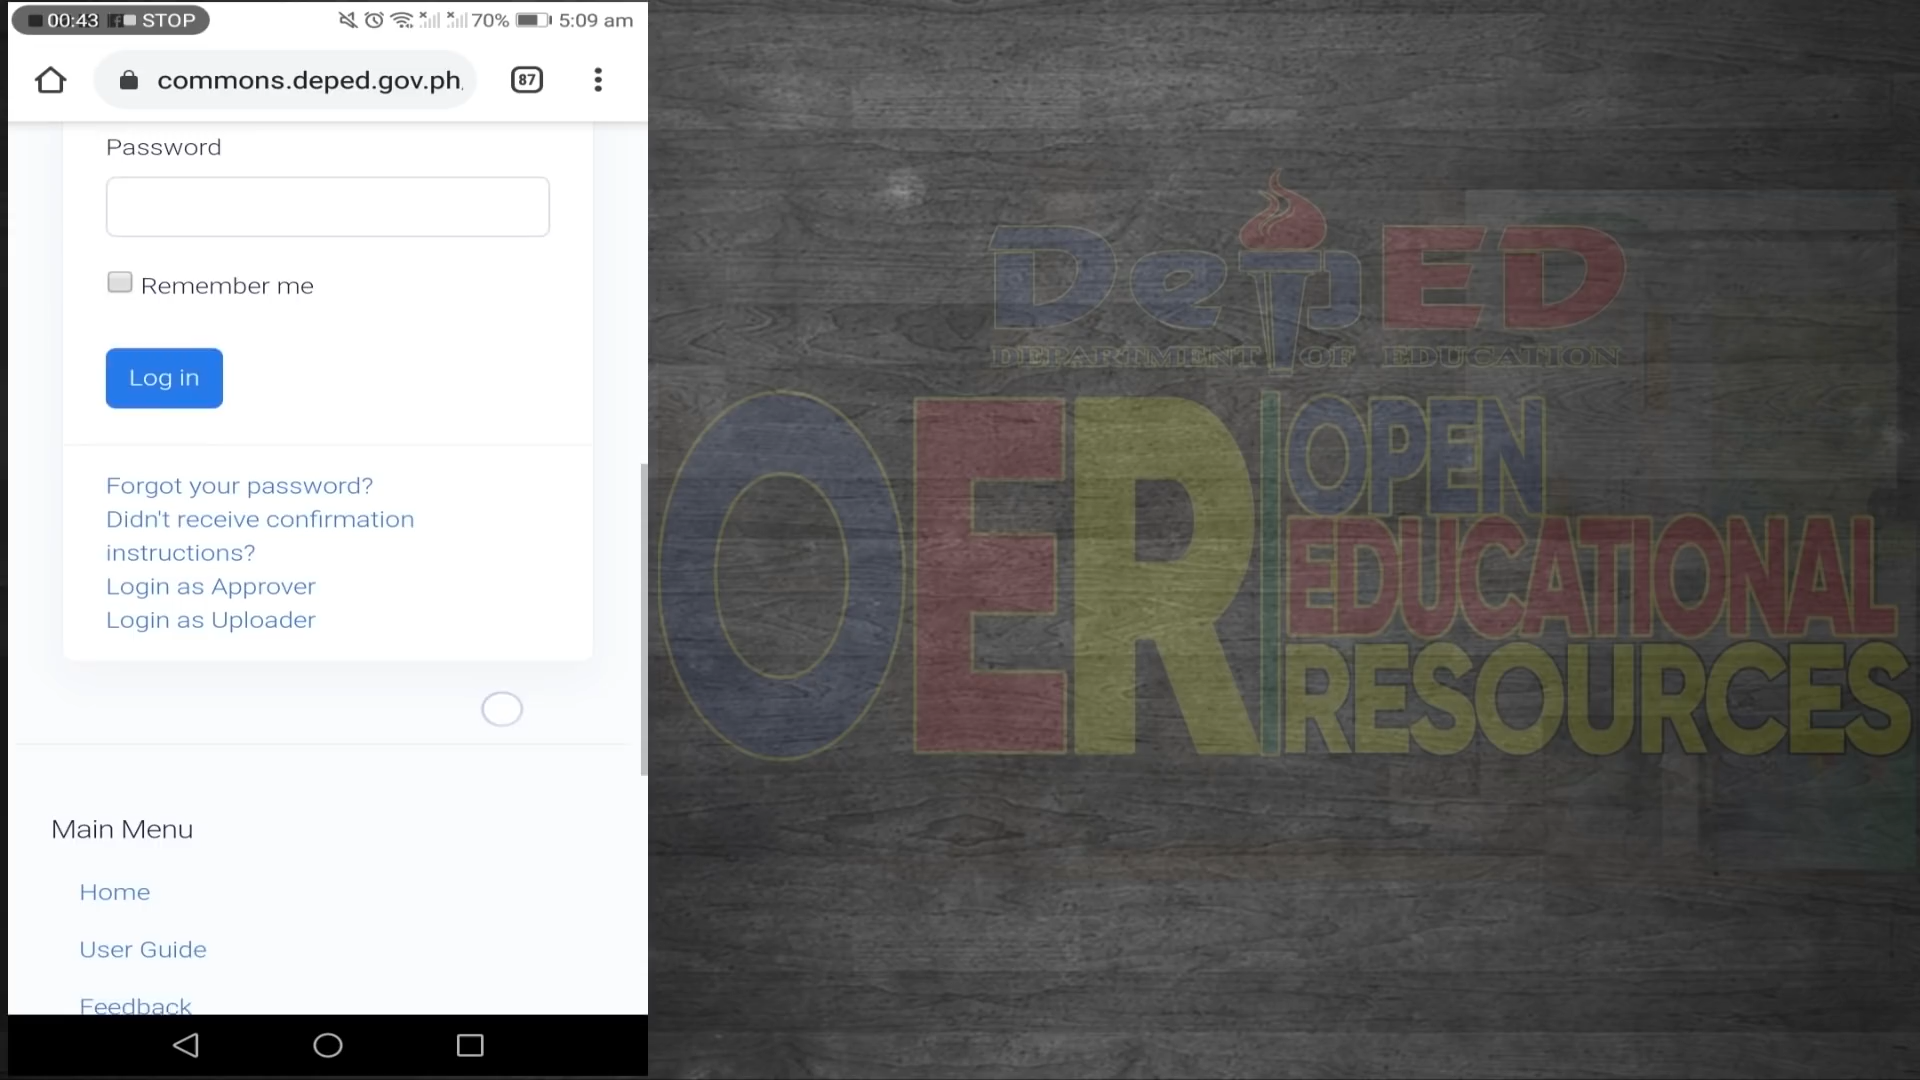 00:43 STOP 70% 5:09 am
commons.deped.gov.ph 87
Password
Remember me
Log in
Forgot your password?
Didn't receive confirmation
instructions?
Login as Approver
Login as Uploader
Main Menu
Home
User Guide
Feedback
DepED
DEPARTMENT OF EDUCATION
OER OPEN
EDUCATIONAL
RESOURCES